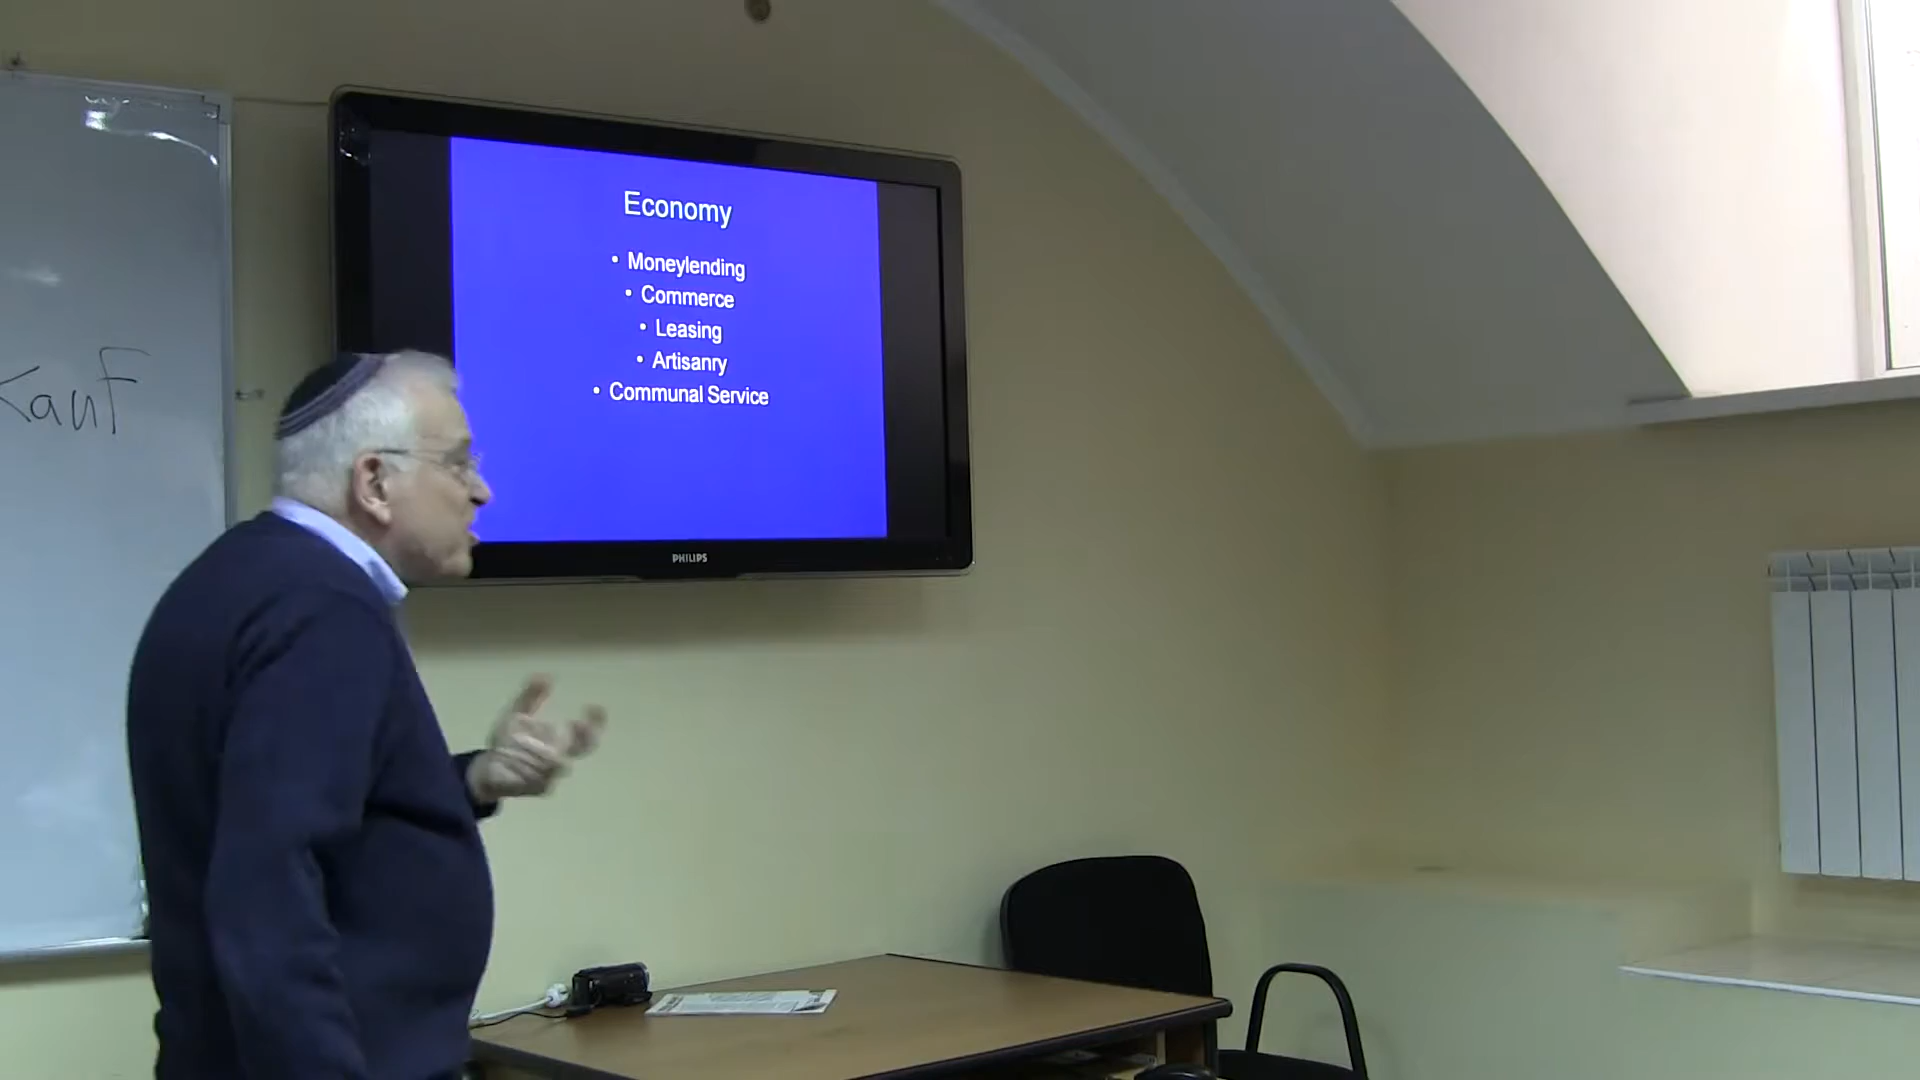 Economy
• Moneylending
• Commerce
• Leasing
• Artisanry
• Communal Service
PHILIPS
Kauf